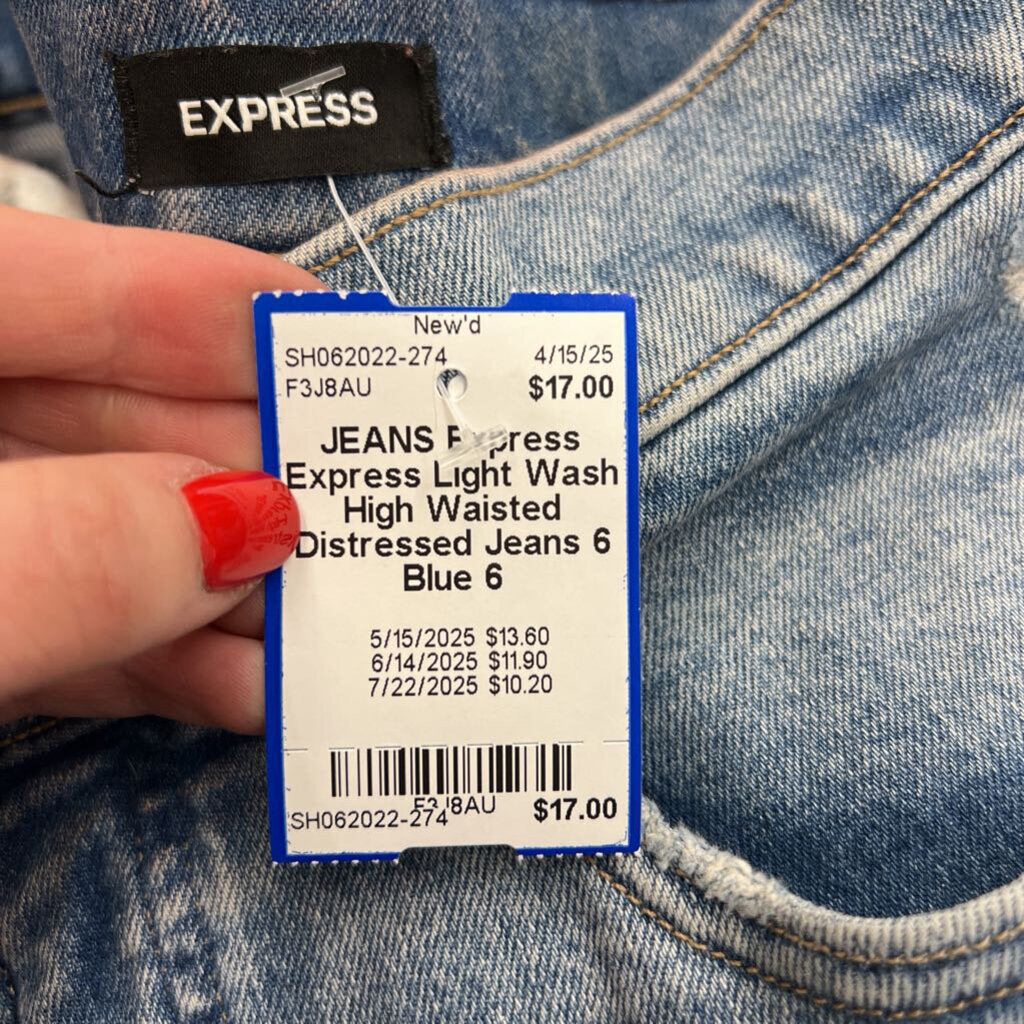 EXPRESS
New'd
SH062022-274 4/15/25
F3J8AU $17.00
JEANS
Express Light Wash
High Waisted
Distressed Jeans 6
Blue 6
5/15/2025 $13.60
6/14/2025 $11.90
7/22/2025 $10.20
SH062022-274 $17.00